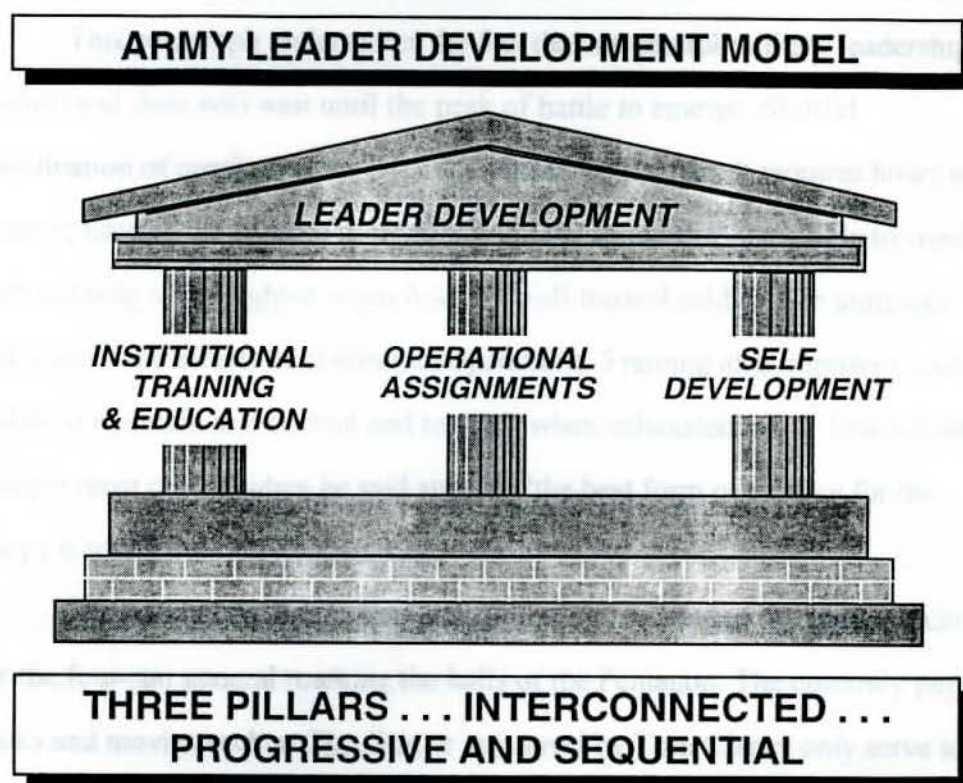 ARMY LEADER DEVELOPMENT MODEL
LEADER DEVELOPMENT
INSTITUTIONAL
TRAINING
& EDUCATION
OPERATIONAL
ASSIGNMENTS
SELF-
DEVELOPMENT
THREE PILLARS . . . INTERCONNECTED . . .
PROGRESSIVE AND SEQUENTIAL